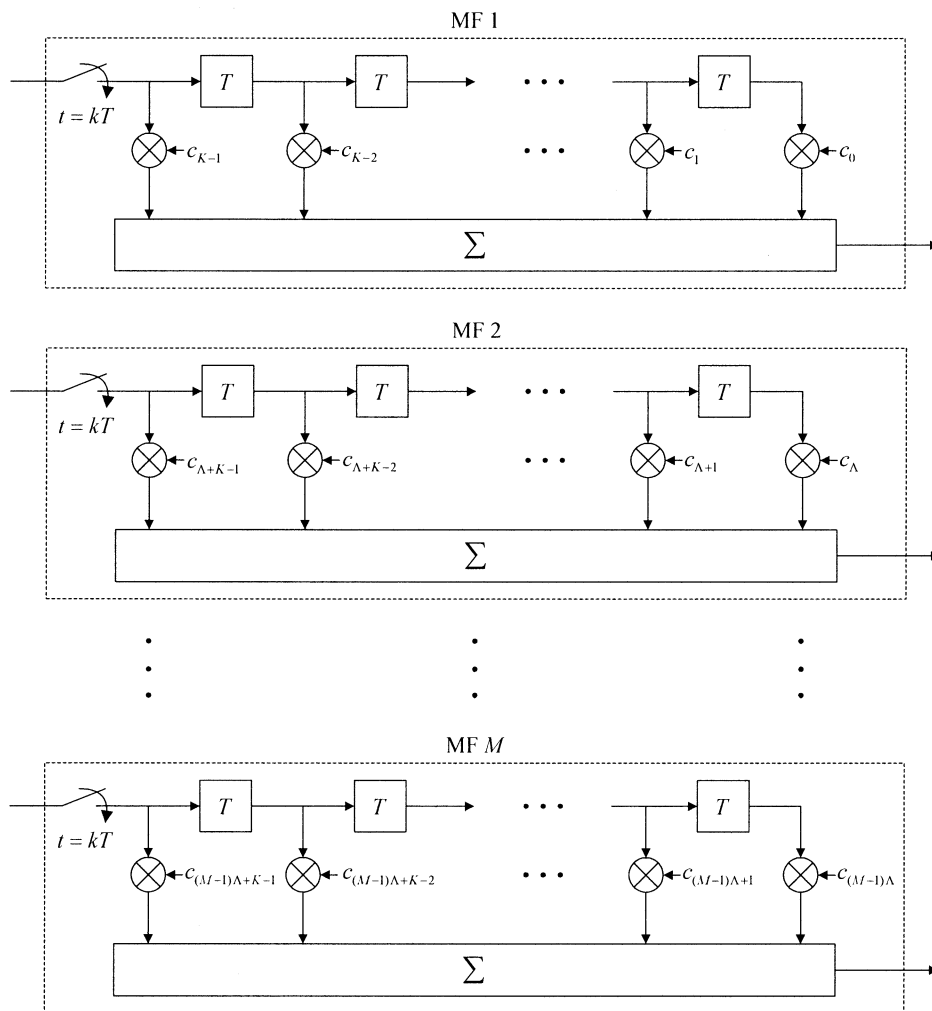 MF 1
T T • • • T
t = kT
c_{K−1} c_{K−2} • • • c_1 c_0
Σ
MF 2
T T • • • T
t = kT
c_{Λ+K−1} c_{Λ+K−2} • • • c_{Λ+1} c_Λ
Σ
MF M
T T • • • T
t = kT
c_{(M−1)Λ+K−1} c_{(M−1)Λ+K−2} • • • c_{(M−1)Λ+1} c_{(M−1)Λ}
Σ